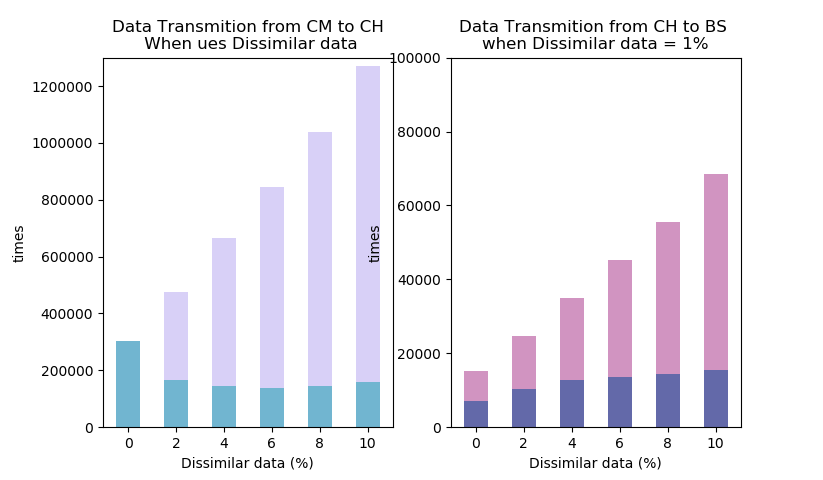 Data Transmition from CM to CH
When ues Dissimilar data
times
1200000
1000000
800000
600000
400000
200000
0
0 2 4 6 8 10
Dissimilar data (%)
Data Transmition from CH to BS
when Dissimilar data = 1%
times
100000
80000
60000
40000
20000
0
0 2 4 6 8 10
Dissimilar data (%)